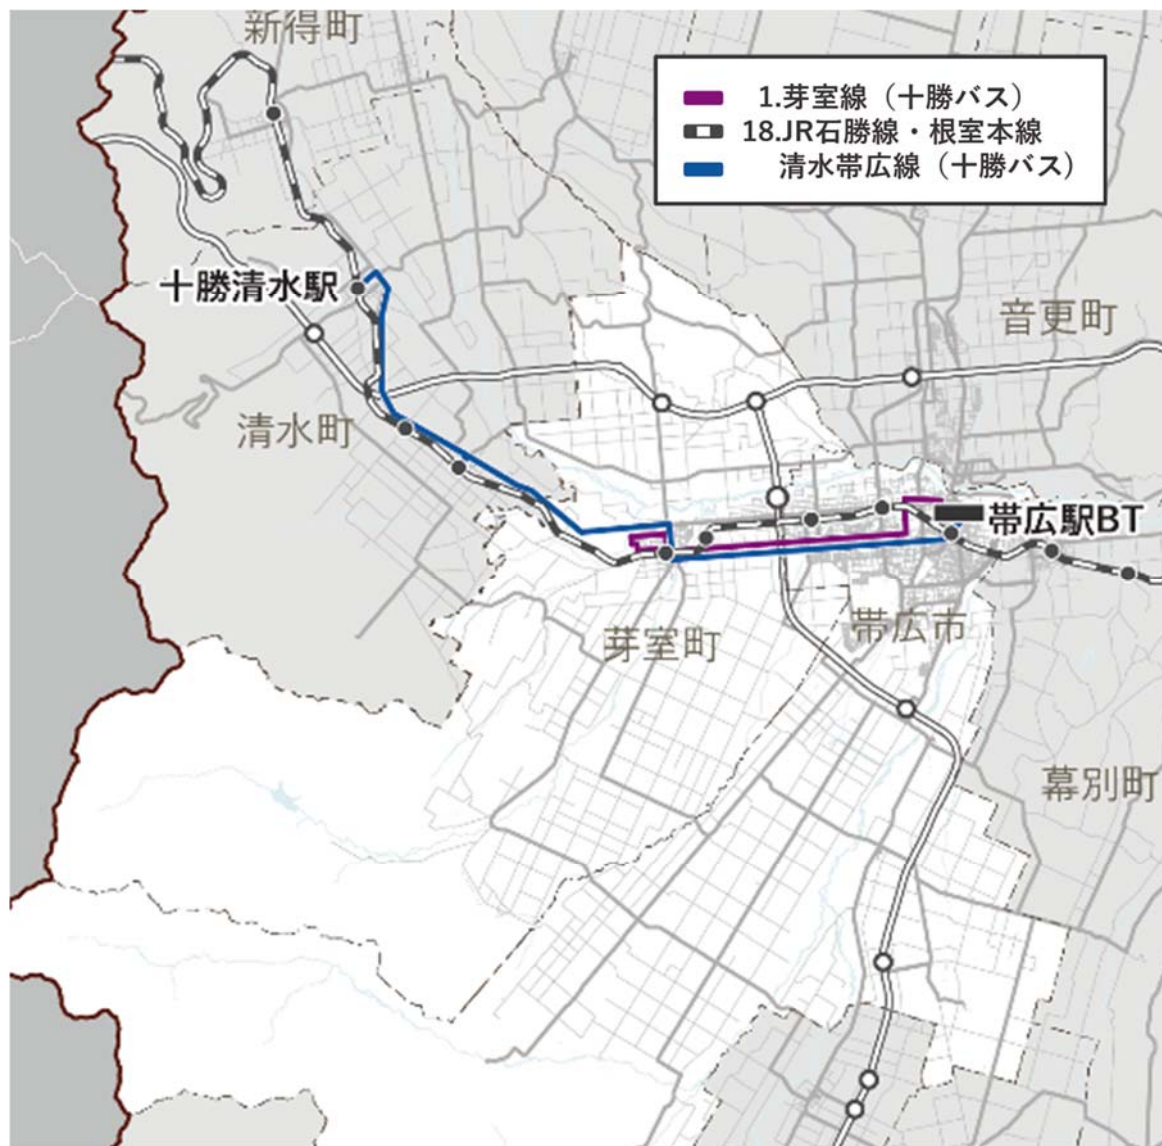 新得町
1.芽室線（十勝バス）
18.JR石勝線・根室本線
清水帯広線（十勝バス）
十勝清水駅
音更町
清水町
帯広駅BT
芽室町
帯広市
幕別町